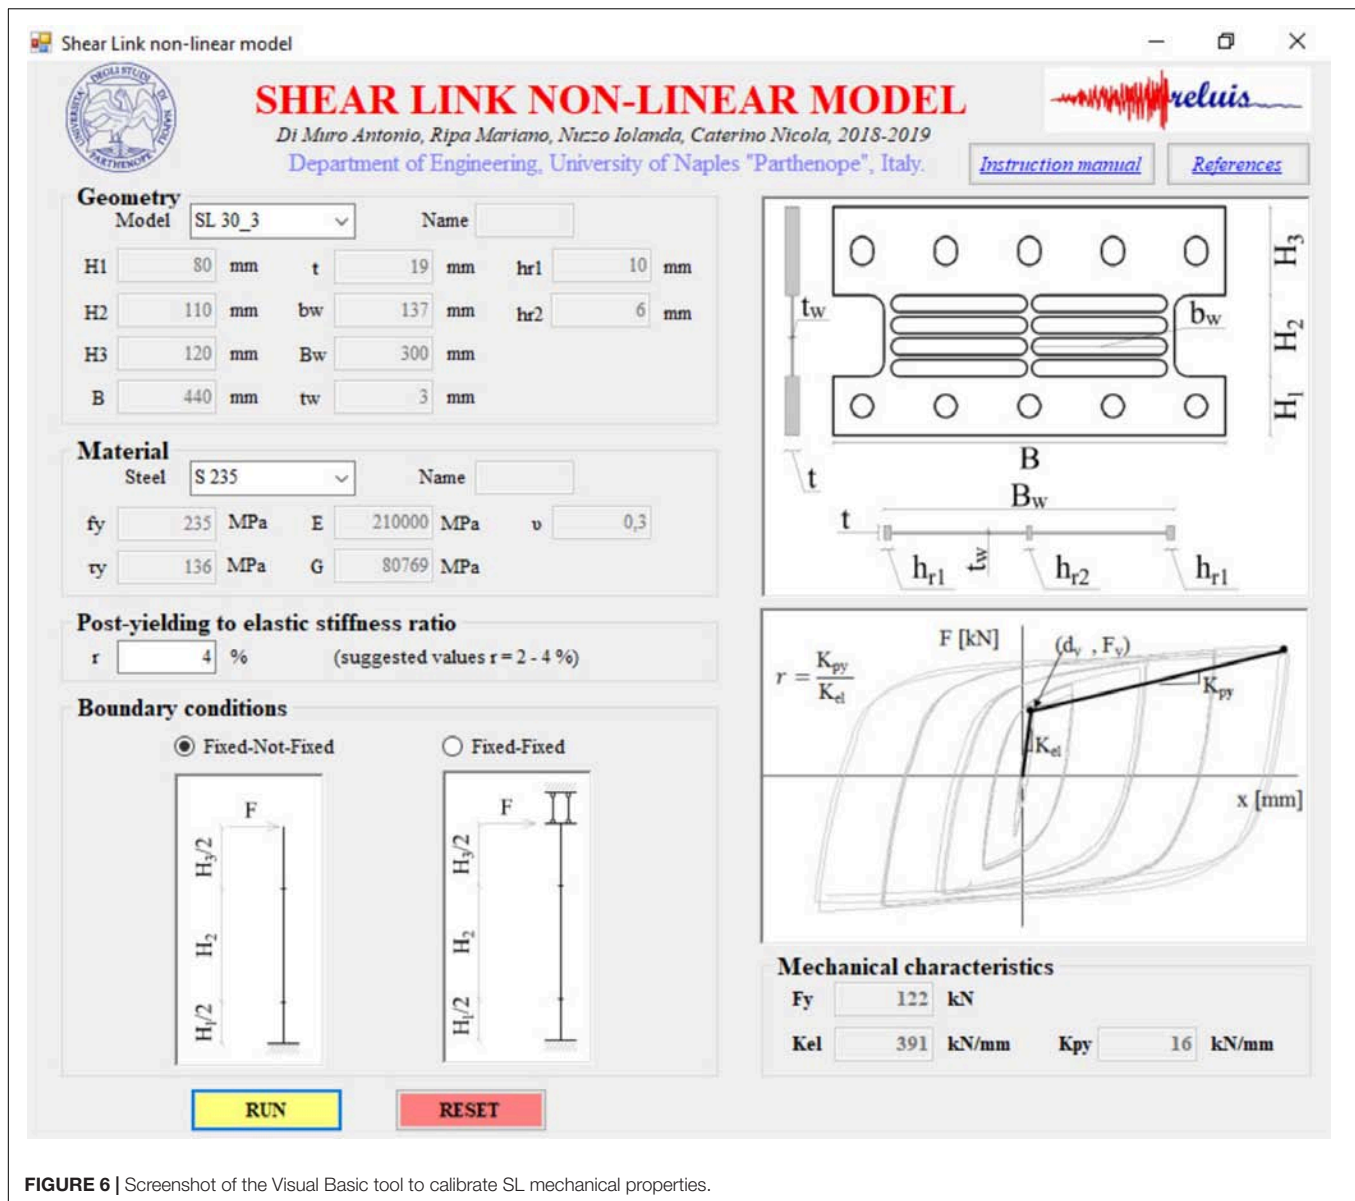 Shear Link non-linear model
UNIVERSITA' DEGLI STUDI DI NAPOLI PARTHENOPE
SHEAR LINK NON-LINEAR MODEL
Di Muro Antonio, Ripa Mariano, Nuzzo Iolanda, Caterino Nicola, 2018-2019
Department of Engineering, University of Naples "Parthenope", Italy.
reluis
Instruction manual
References
Geometry
Model SL 30_3 Name
H1 80 mm t 19 mm hr1 10 mm
H2 110 mm bw 137 mm hr2 6 mm
H3 120 mm Bw 300 mm
B 440 mm tw 3 mm
Material
Steel S 235 Name
fy 235 MPa E 210000 MPa υ 0,3
τy 136 MPa G 80769 MPa
Post-yielding to elastic stiffness ratio
r 4 % (suggested values r = 2 - 4 %)
Boundary conditions
Fixed-Not-Fixed
Fixed-Fixed
F
H3/2
H2
H1/2
F
H3/2
H2
H1/2
RUN
RESET
tw
bw
H3
H2
H1
t
B
Bw
t
tw
hr1
hr2
hr1
F [kN]
(dy , Fy)
r = Kpy/Kel
Kpy
Kel
x [mm]
Mechanical characteristics
Fy 122 kN
Kel 391 kN/mm Kpy 16 kN/mm
FIGURE 6 | Screenshot of the Visual Basic tool to calibrate SL mechanical properties.